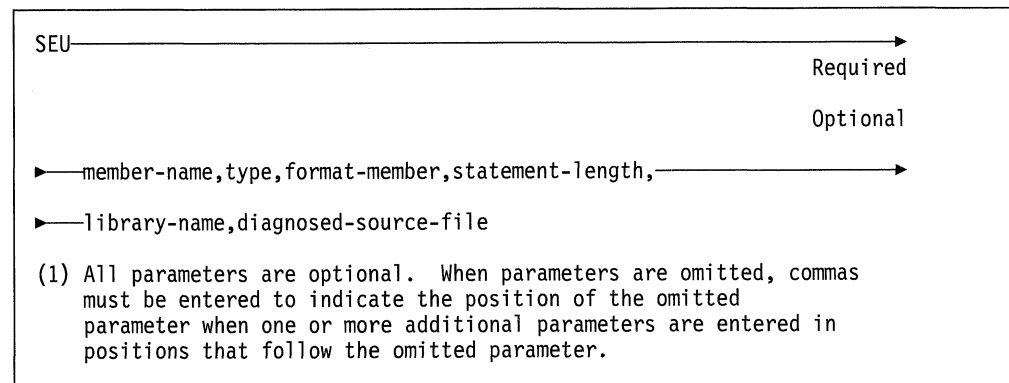 SEU
Required
Optional
member-name,type,format-member,statement-length,
library-name,diagnosed-source-file
(1) All parameters are optional. When parameters are omitted, commas
must be entered to indicate the position of the omitted
parameter when one or more additional parameters are entered in
positions that follow the omitted parameter.